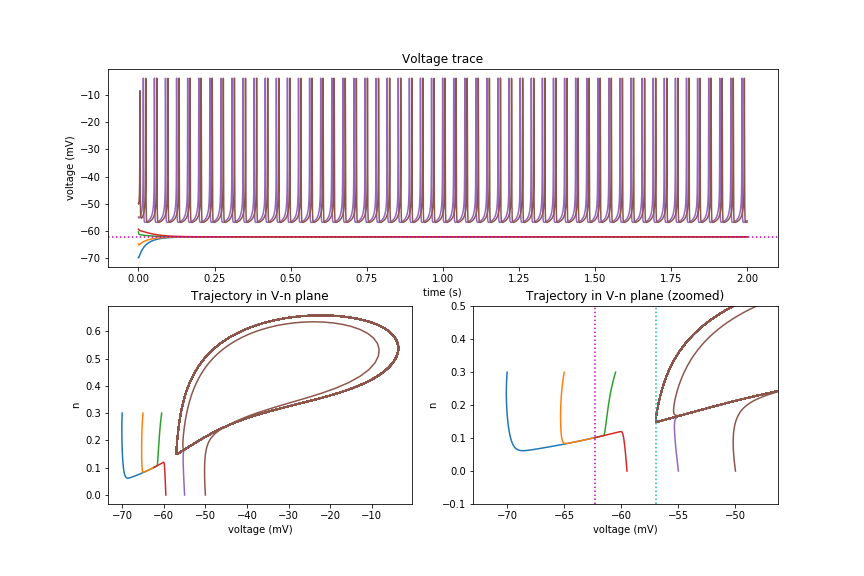 Voltage trace
voltage (mV)
−10
−20
−30
−40
−50
−60
−70
0.00 0.25 0.50 0.75 1.00 1.25 1.50 1.75 2.00
time (s)
Trajectory in V-n plane
n
0.6
0.5
0.4
0.3
0.2
0.1
0.0
−70 −60 −50 −40 −30 −20 −10
voltage (mV)
Trajectory in V-n plane (zoomed)
n
0.5
0.4
0.3
0.2
0.1
0.0
−0.1
−70 −65 −60 −55 −50
voltage (mV)